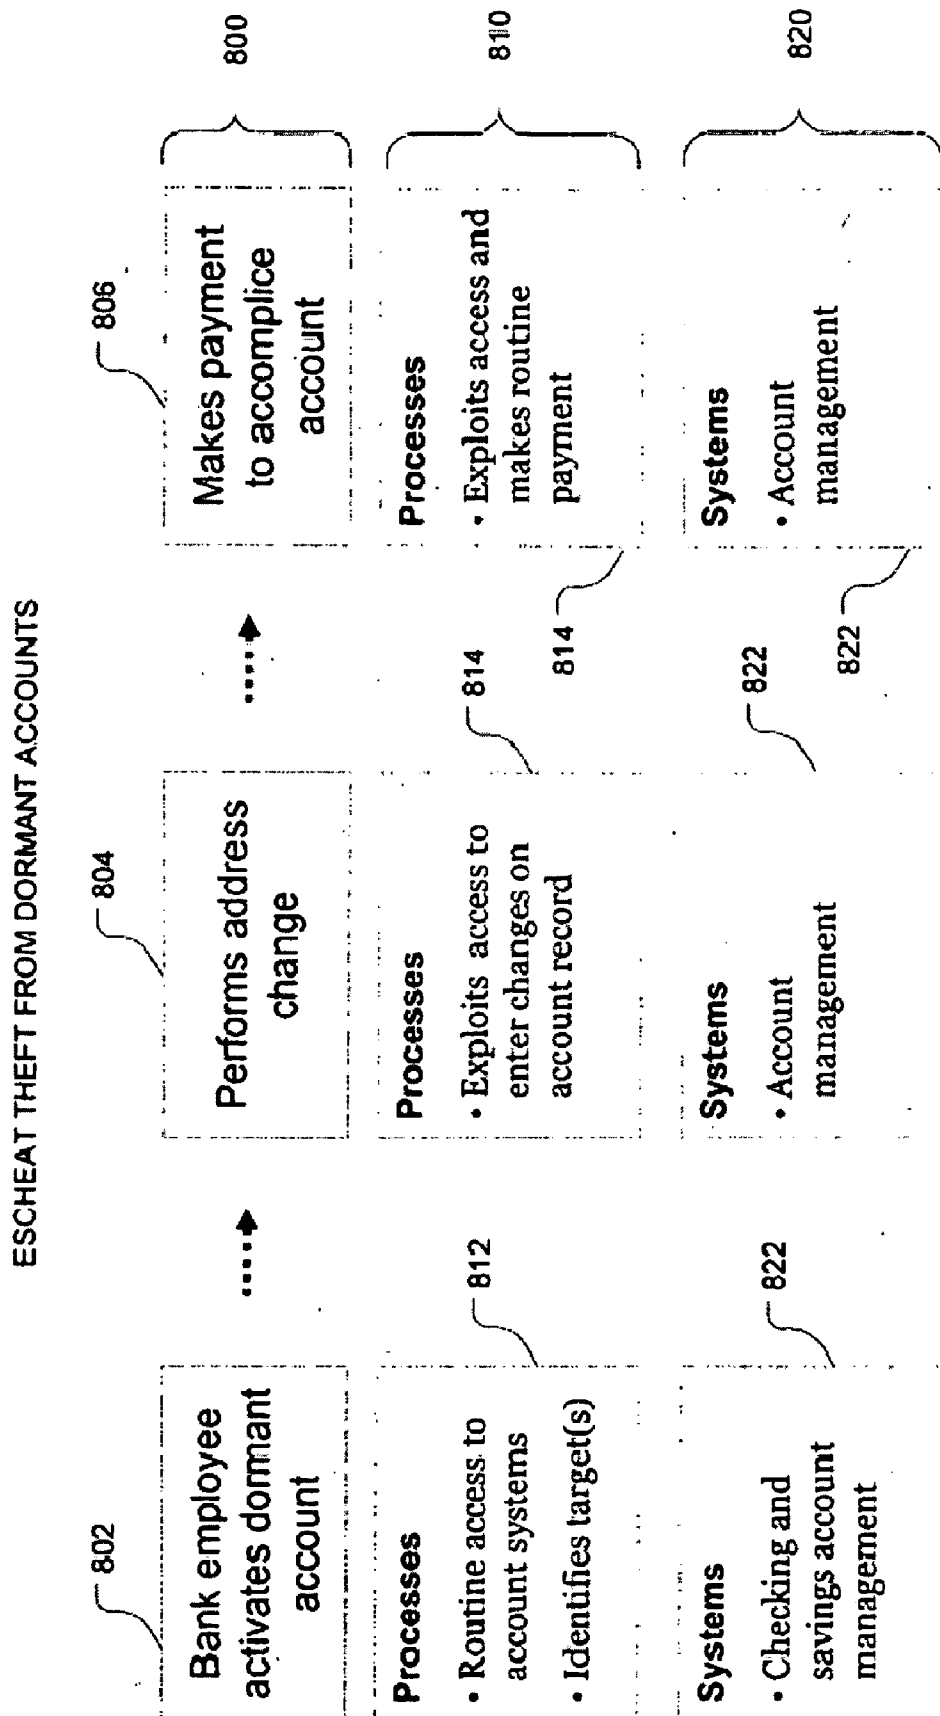 ESCHEAT THEFT FROM DORMANT ACCOUNTS
802
804
806
Bank employee
activates dormant
account
Performs address
change
Makes payment
to accomplice
account
800
812
814
814
Processes
• Routine access to
account systems
• Identifies target(s)
Processes
• Exploits access to
enter changes on
account record
Processes
• Exploits access and
makes routine
payment
810
822
822
822
Systems
• Checking and
savings account
management
Systems
• Account
management
Systems
• Account
management
820